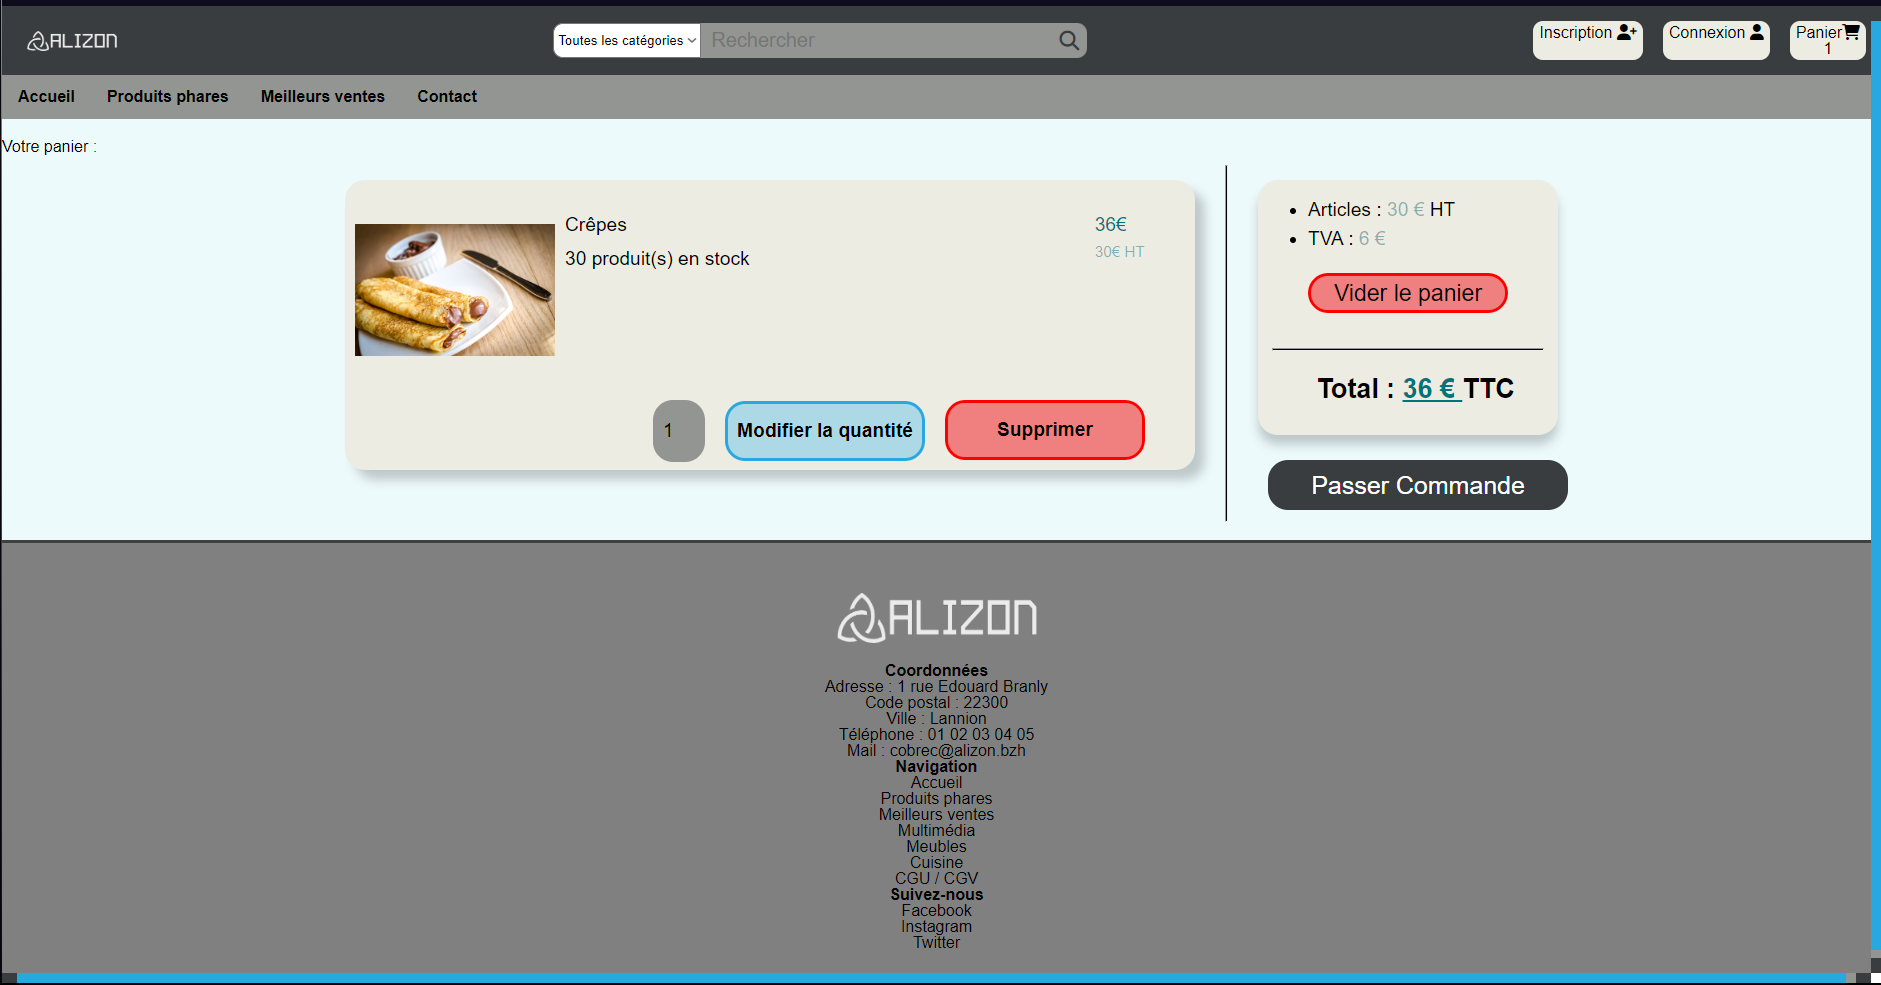 ALIZON
Toutes les catégories
Rechercher
Inscription
Connexion
Panier
1
Accueil
Produits phares
Meilleurs ventes
Contact
Votre panier :
Crêpes
36€
30€ HT
30 produit(s) en stock
1
Modifier la quantité
Supprimer
Articles : 30 € HT
TVA : 6 €
Vider le panier
Total : 36 € TTC
Passer Commande
ALIZON
Coordonnées
Adresse : 1 rue Edouard Branly
Code postal : 22300
Ville : Lannion
Téléphone : 01 02 03 04 05
Mail : cobrec@alizon.bzh
Navigation
Accueil
Produits phares
Meilleurs ventes
Multimédia
Meubles
Cuisine
CGU / CGV
Suivez-nous
Facebook
Instagram
Twitter